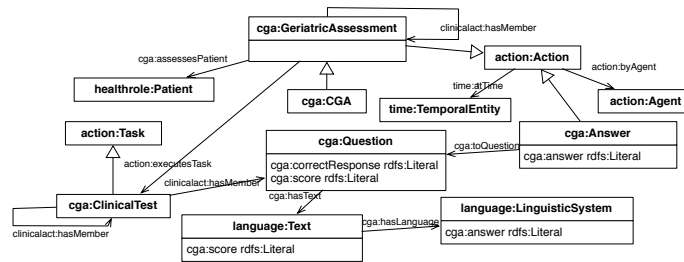 clinicalact:hasMember
cga:GeriatricAssessment
cga:assessesPatient
action:Action
action:byAgent
healthrole:Patient
cga:CGA
time:atTime
time:TemporalEntity
action:Agent
action:Task
cga:Question
cga:Answer
cga:toQuestion
action:executesTask
cga:correctResponse rdfs:Literal
cga:answer rdfs:Literal
clinicalact:hasMember
cga:score rdfs:Literal
cga:hasText
cga:ClinicalTest
language:LinguisticSystem
language:Text
cga:hasLanguage
clinicalact:hasMember
cga:answer rdfs:Literal
cga:score rdfs:Literal